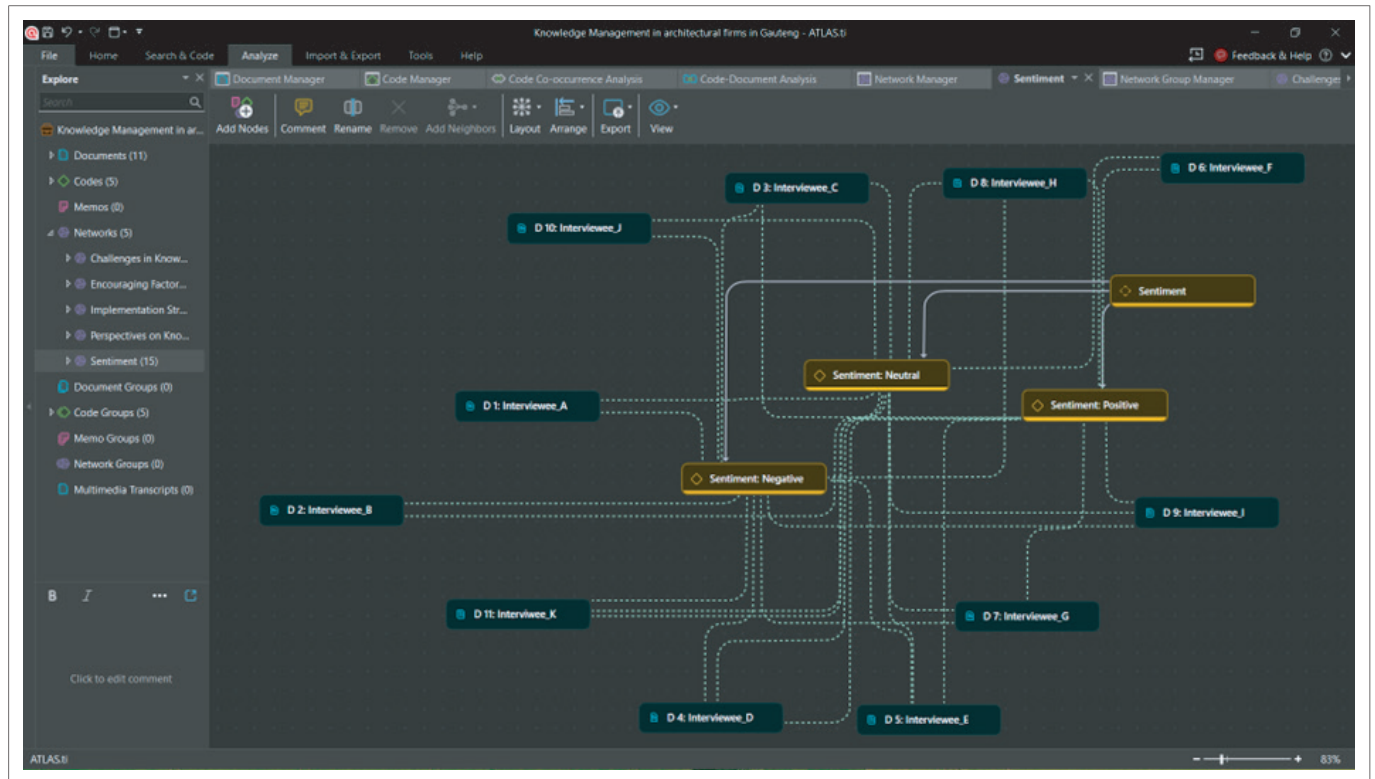 Knowledge Management in architectural firms in Gauteng - ATLAS.ti
File Home Search & Code Analyze Import & Export Tools Help Feedback & Help
Explore Document Manager Code Manager Code Co-occurrence Analysis Code-Document Analysis Network Manager Sentiment Network Group Manager Challenges
Search
Add Nodes Comment Rename Remove Add Neighbors Layout Arrange Export View
Knowledge Management in ar...
Documents (11)
Codes (5)
Memos (0)
Networks (5)
Challenges in Know...
Encouraging Factor...
Implementation Str...
Perspectives on Kno...
Sentiment (15)
Document Groups (0)
Code Groups (5)
Memo Groups (0)
Network Groups (0)
Multimedia Transcripts (0)
B I
Click to edit comment
D 6: Interviewee_F
D 3: Interviewee_C
D 8: Interviewee_H
D 10: Interviewee_J
Sentiment
Sentiment: Neutral
D 1: Interviewee_A
Sentiment: Positive
Sentiment: Negative
D 2: Interviewee_B
D 9: Interviewee_I
D 11: Interviwee_K
D 7: Interviewee_G
D 4: Interviewee_D
D 5: Interviewee_E
ATLAS.ti
83%